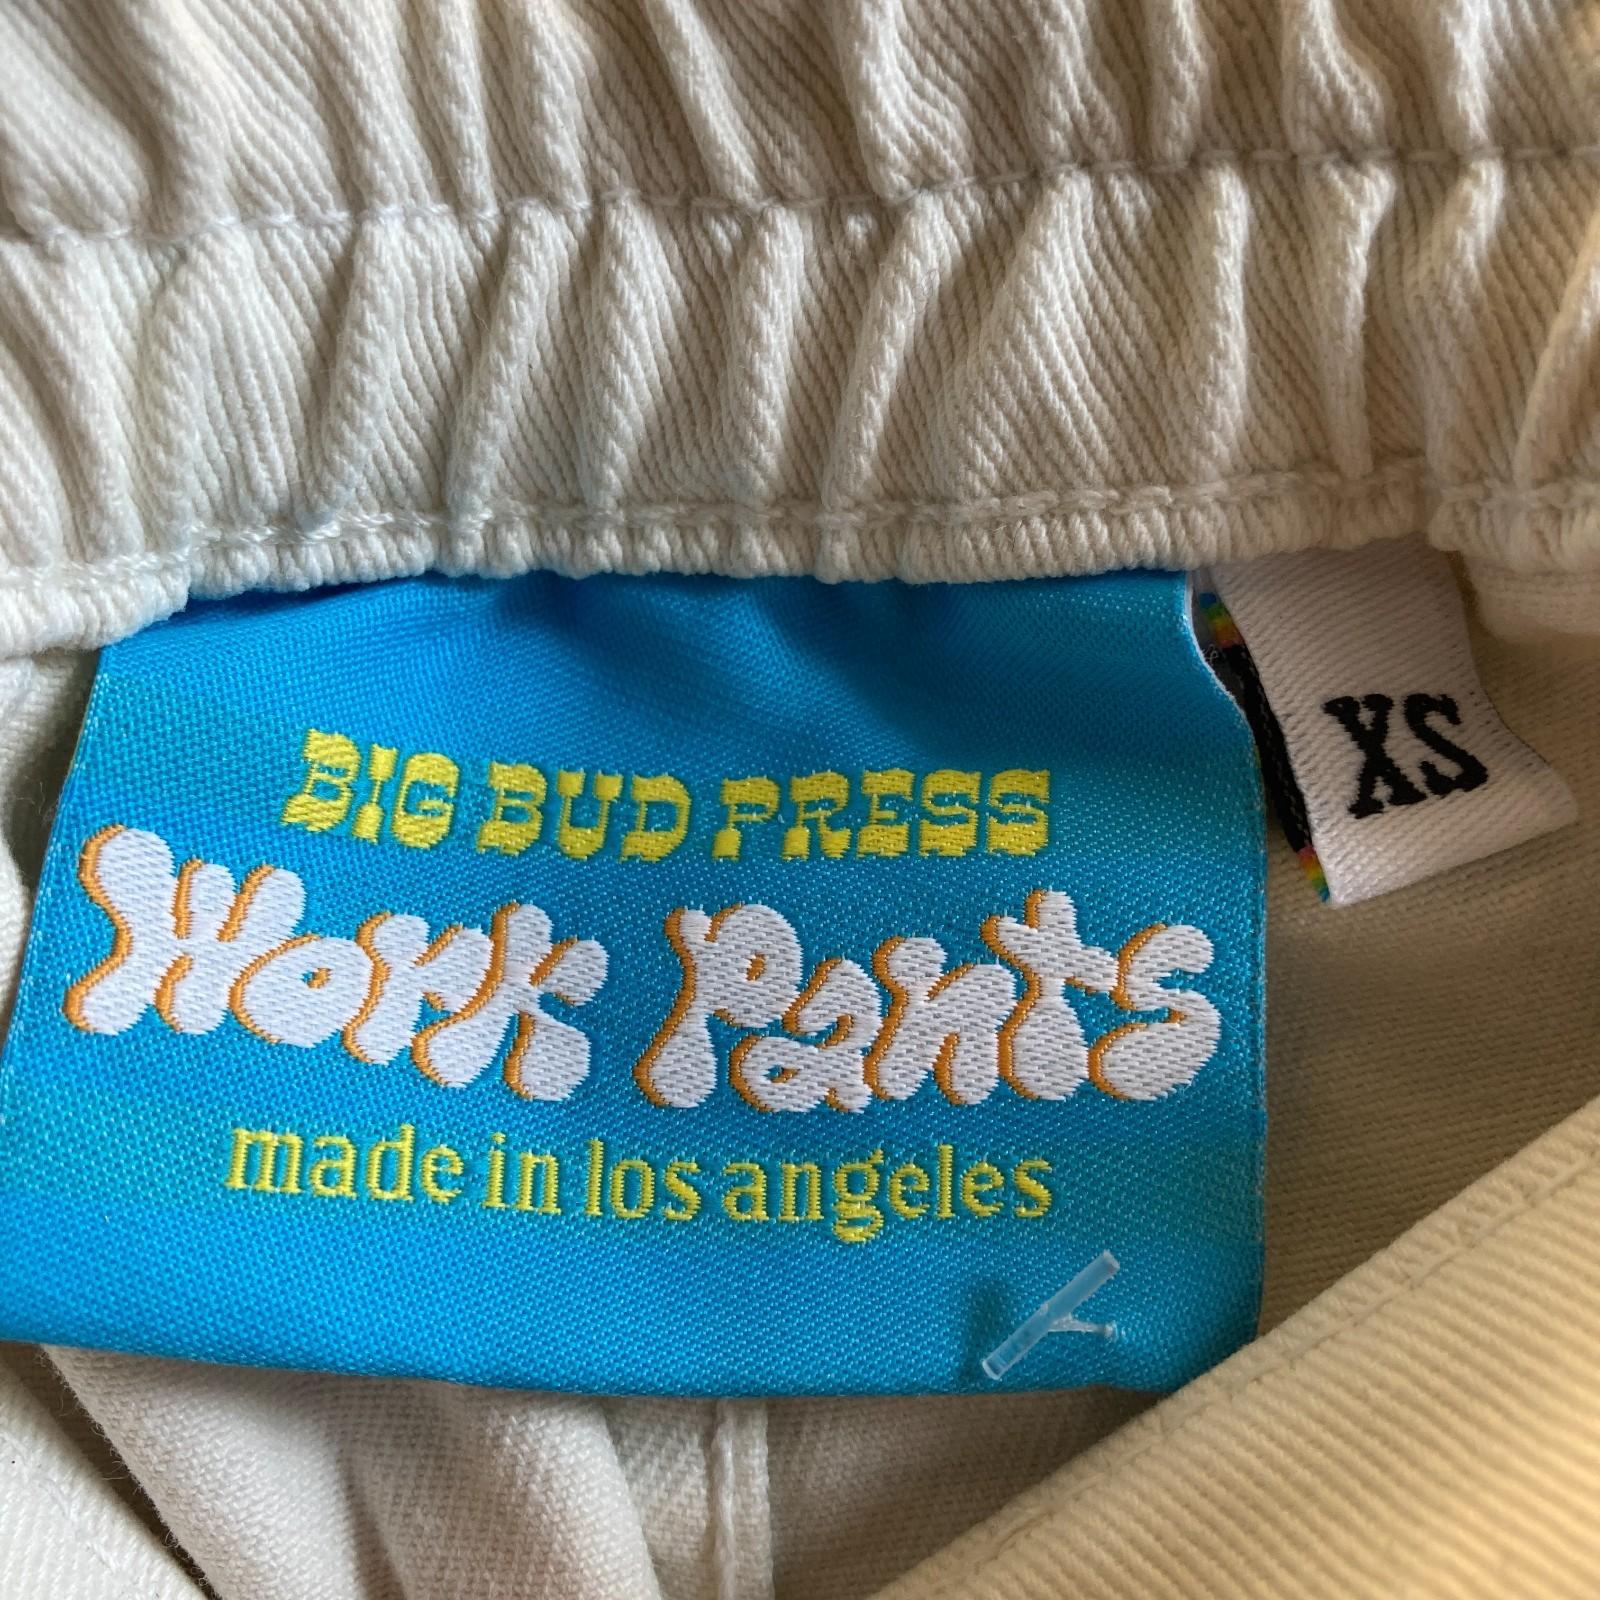 BIG BUD PRESS
Work Pants
made in los angeles
XS